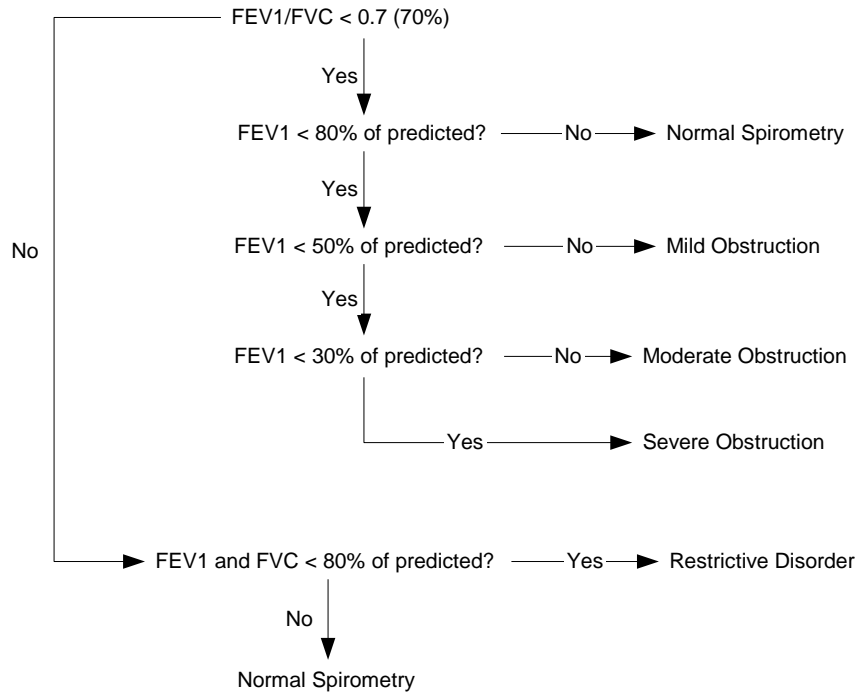 FEV1/FVC < 0.7 (70%)
Yes
FEV1 < 80% of predicted?
No
Normal Spirometry
Yes
No
FEV1 < 50% of predicted?
No
Mild Obstruction
Yes
FEV1 < 30% of predicted?
No
Moderate Obstruction
Yes
Severe Obstruction
FEV1 and FVC < 80% of predicted?
Yes
Restrictive Disorder
No
Normal Spirometry